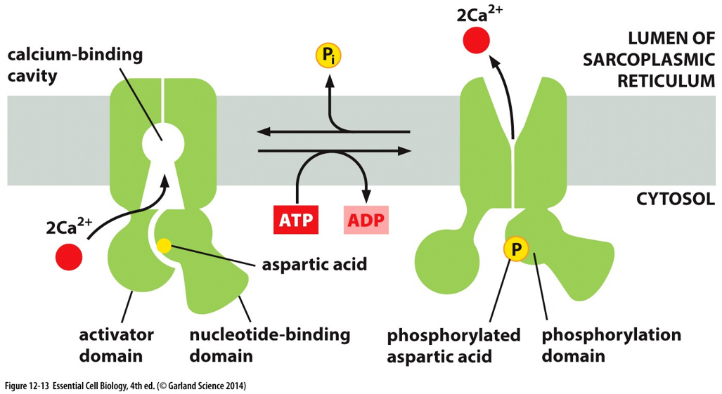 2Ca²⁺
LUMEN OF
SARCOPLASMIC
RETICULUM
calcium-binding
cavity
Pᵢ
CYTOSOL
2Ca²⁺
ATP
ADP
P
aspartic acid
activator
domain
nucleotide-binding
domain
phosphorylated
aspartic acid
phosphorylation
domain
Figure 12-13 Essential Cell Biology, 4th ed. (© Garland Science 2014)